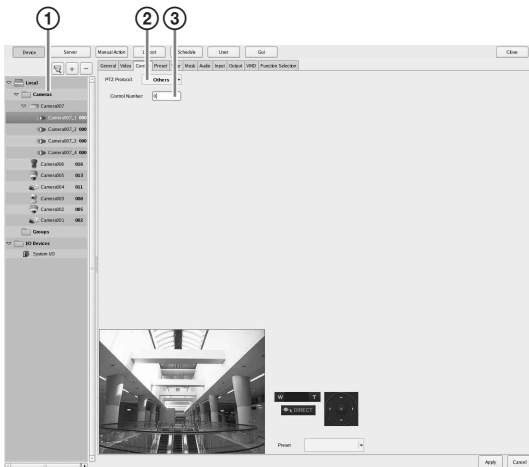 1 2 3
Device Server Manual Action Layout Schedule User GUI Close
General Video Control Preset Tour Mask Audio Input Output VMD Function Selection
PTZ Protocol: Others
Control Number: 0
Local
Cameras
Camera007
Camera007_1 000
Camera007_2 000
Camera007_3 000
Camera007_4 000
Camera006 016
Camera005 013
Camera004 011
Camera003 008
Camera002 005
Camera001 002
Groups
I/O Devices
System I/O
W T
DIRECT
Preset
Apply Cancel